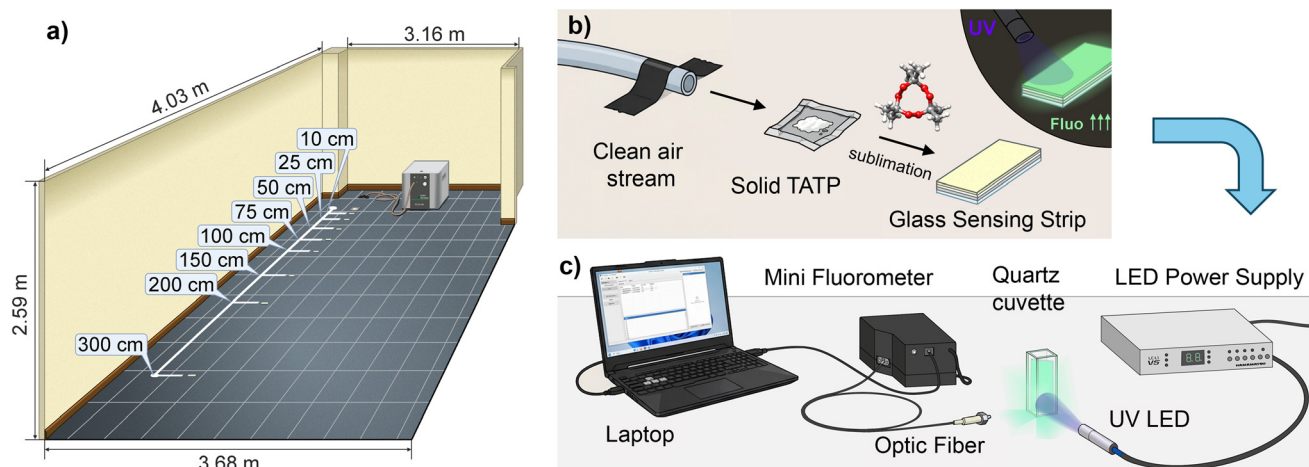 a)
3.16 m
4.03 m
10 cm
25 cm
50 cm
75 cm
100 cm
150 cm
200 cm
300 cm
2.59 m
3.68 m
b)
UV
Fluo ↑↑↑
Clean air
stream
Solid TATP
sublimation
Glass Sensing Strip
c)
Mini Fluorometer
Quartz
cuvette
LED Power Supply
Laptop
Optic Fiber
UV LED